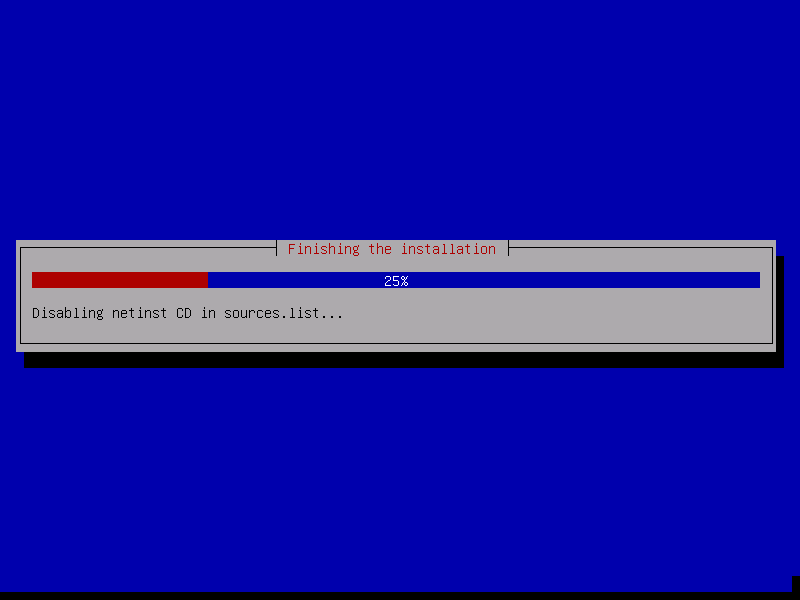 Finishing the installation
25%
Disabling netinst CD in sources.list...